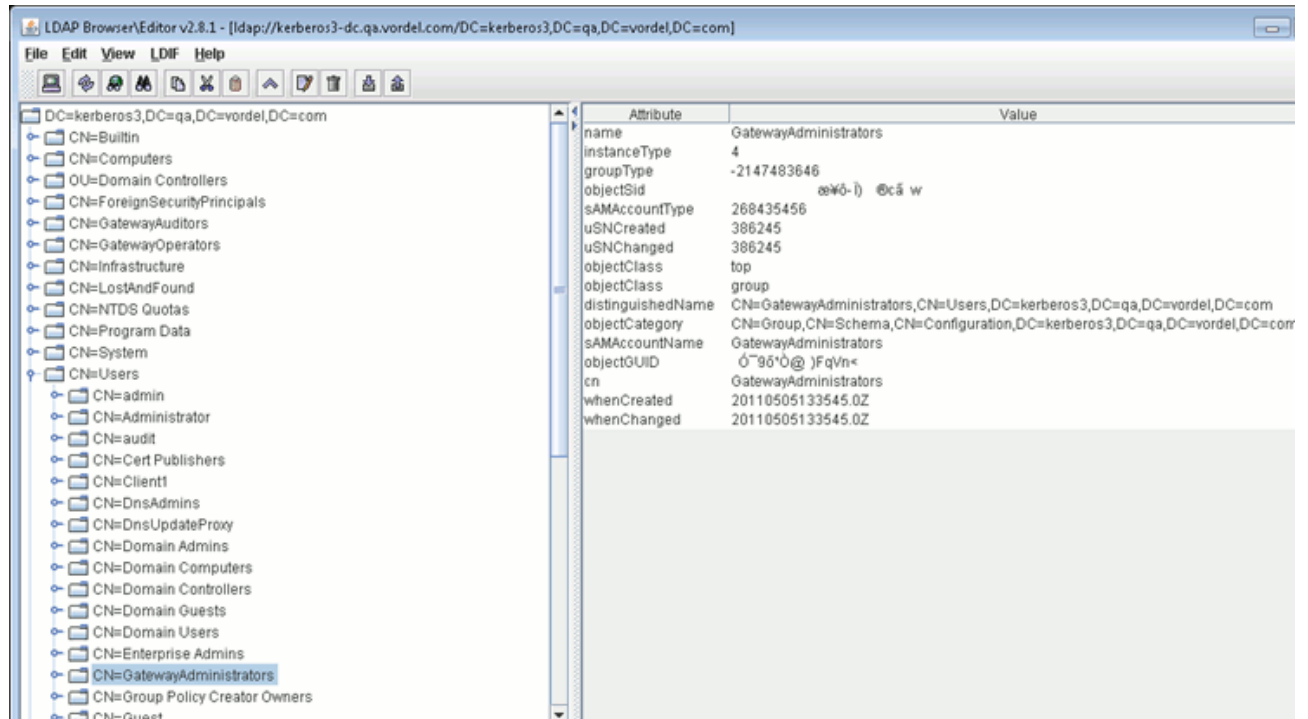 LDAP Browser\Editor v2.8.1 - [ldap://kerberos3-dc.qa.vordel.com/DC=kerberos3,DC=qa,DC=vordel,DC=com]
File Edit View LDIF Help
DC=kerberos3,DC=qa,DC=vordel,DC=com
CN=Builtin
CN=Computers
OU=Domain Controllers
CN=ForeignSecurityPrincipals
CN=GatewayAuditors
CN=GatewayOperators
CN=Infrastructure
CN=LostAndFound
CN=NTDS Quotas
CN=Program Data
CN=System
CN=Users
CN=admin
CN=Administrator
CN=audit
CN=Cert Publishers
CN=Client1
CN=DnsAdmins
CN=DnsUpdateProxy
CN=Domain Admins
CN=Domain Computers
CN=Domain Controllers
CN=Domain Guests
CN=Domain Users
CN=Enterprise Admins
CN=GatewayAdministrators
CN=Group Policy Creator Owners
CN=Guest
Attribute Value
name GatewayAdministrators
instanceType 4
groupType -2147483646
objectSid
sAMAccountType 268435456
uSNCreated 386245
uSNChanged 386245
objectClass top
objectClass group
distinguishedName CN=GatewayAdministrators,CN=Users,DC=kerberos3,DC=qa,DC=vordel,DC=com
objectCategory CN=Group,CN=Schema,CN=Configuration,DC=kerberos3,DC=qa,DC=vordel,DC=com
sAMAccountName GatewayAdministrators
objectGUID
cn GatewayAdministrators
whenCreated 20110505133545.0Z
whenChanged 20110505133545.0Z